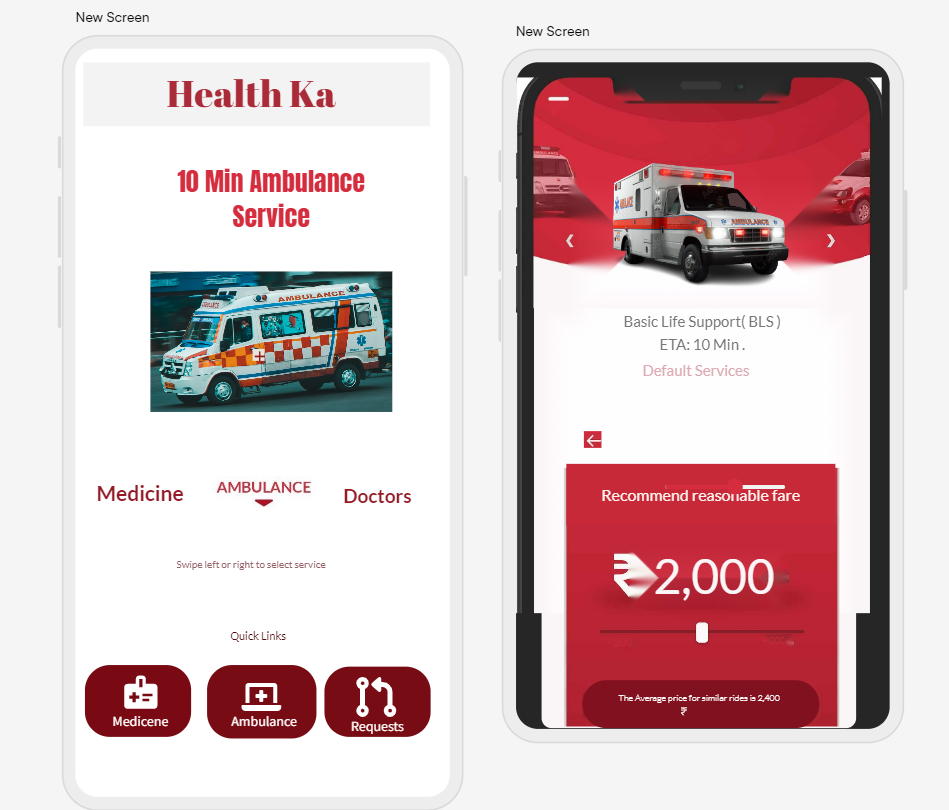 New Screen
Health Ka
10 Min Ambulance
Service
AMBULANCE
Medicine
AMBULANCE
Doctors
Swipe left or right to select service
Quick Links
Medicene
Ambulance
Requests
New Screen
AMBULANCE
Basic Life Support( BLS )
ETA: 10 Min .
Default Services
Recommend reasonable fare
₹2,000
The Average price for similar rides is 2,400
₹